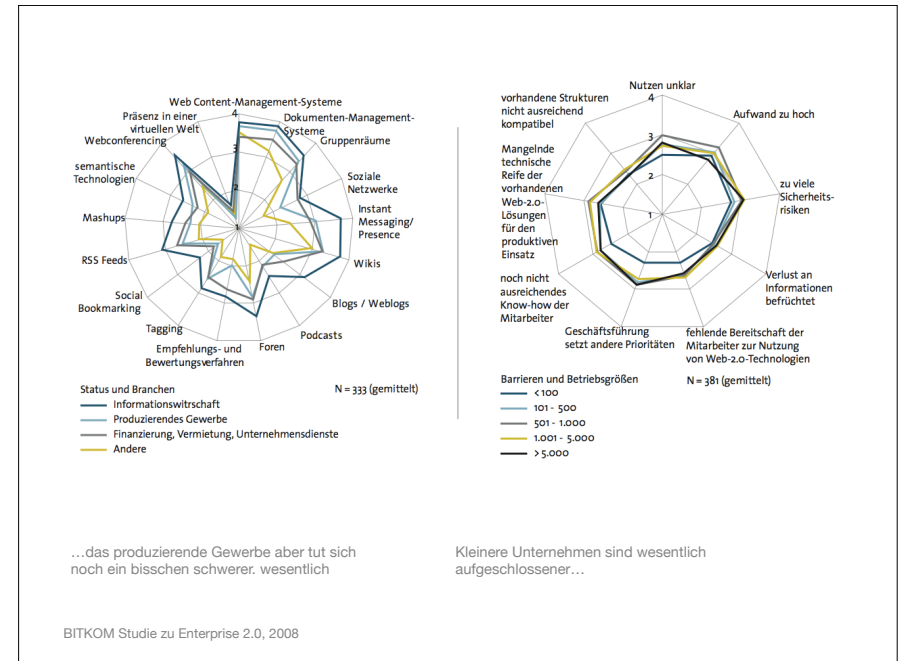 Web Content-Management-Systeme
Präsenz in einer
virtuellen Welt
Dokumenten-Management-
Systeme
Webconferencing
Gruppenräume
semantische
Technologien
Soziale
Netzwerke
Mashups
Instant
Messaging/
Presence
RSS Feeds
Wikis
Social
Bookmarking
Blogs / Weblogs
Tagging
Podcasts
Empfehlungs- und
Bewertungsverfahren
Foren
4
3
2
1
Status und Branchen
N = 333 (gemittelt)
Informationswitrschaft
Produzierendes Gewerbe
Finanzierung, Vermietung, Unternehmensdienste
Andere
Nutzen unklar
vorhandene Strukturen
nicht ausreichend
kompatibel
Aufwand zu hoch
Mangelnde
technische
Reife der
vorhandenen
Web-2.0-
Lösungen
für den
produktiven
Einsatz
zu viele
Sicherheits-
risiken
noch nicht
ausreichendes
Know-how der
Mitarbeiter
Verlust an
Informationen
befrüchtet
Geschäftsführung
setzt andere Prioritäten
fehlende Bereitschaft der
Mitarbeiter zur Nutzung
von Web-2.0-Technologien
4
3
2
1
Barrieren und Betriebsgrößen
N = 381 (gemittelt)
< 100
101 - 500
501 - 1.000
1.001 - 5.000
> 5.000
…das produzierende Gewerbe aber tut sich
noch ein bisschen schwerer. wesentlich
Kleinere Unternehmen sind wesentlich
aufgeschlossener…
BITKOM Studie zu Enterprise 2.0, 2008